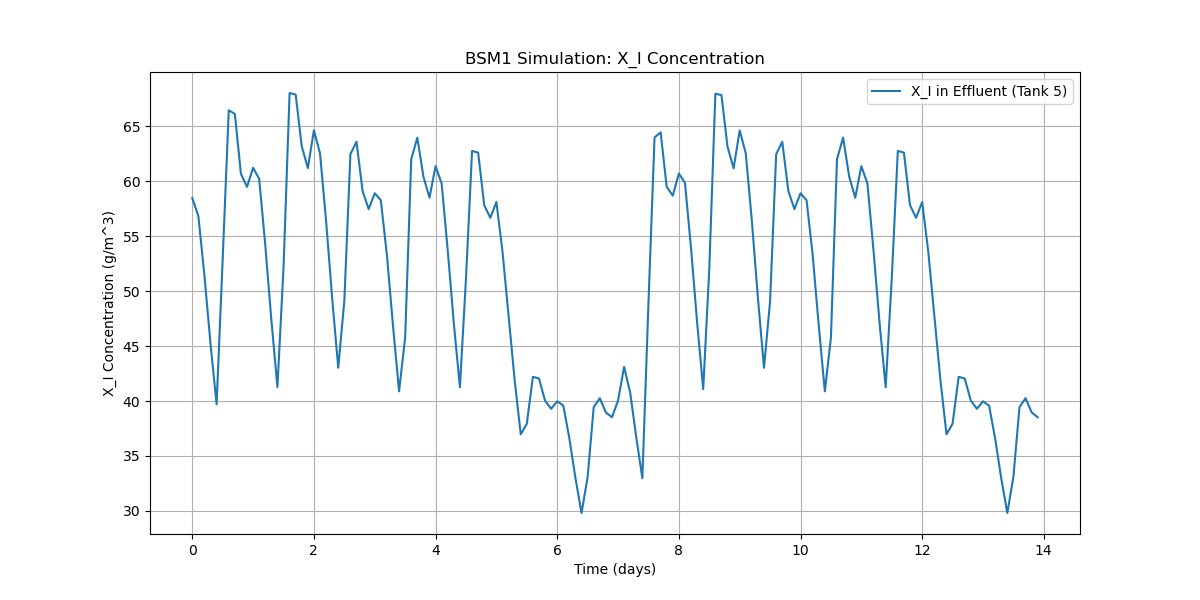 BSM1 Simulation: X_I Concentration
X_I in Effluent (Tank 5)
X_I Concentration (g/m^3)
65
60
55
50
45
40
35
30
0 2 4 6 8 10 12 14
Time (days)